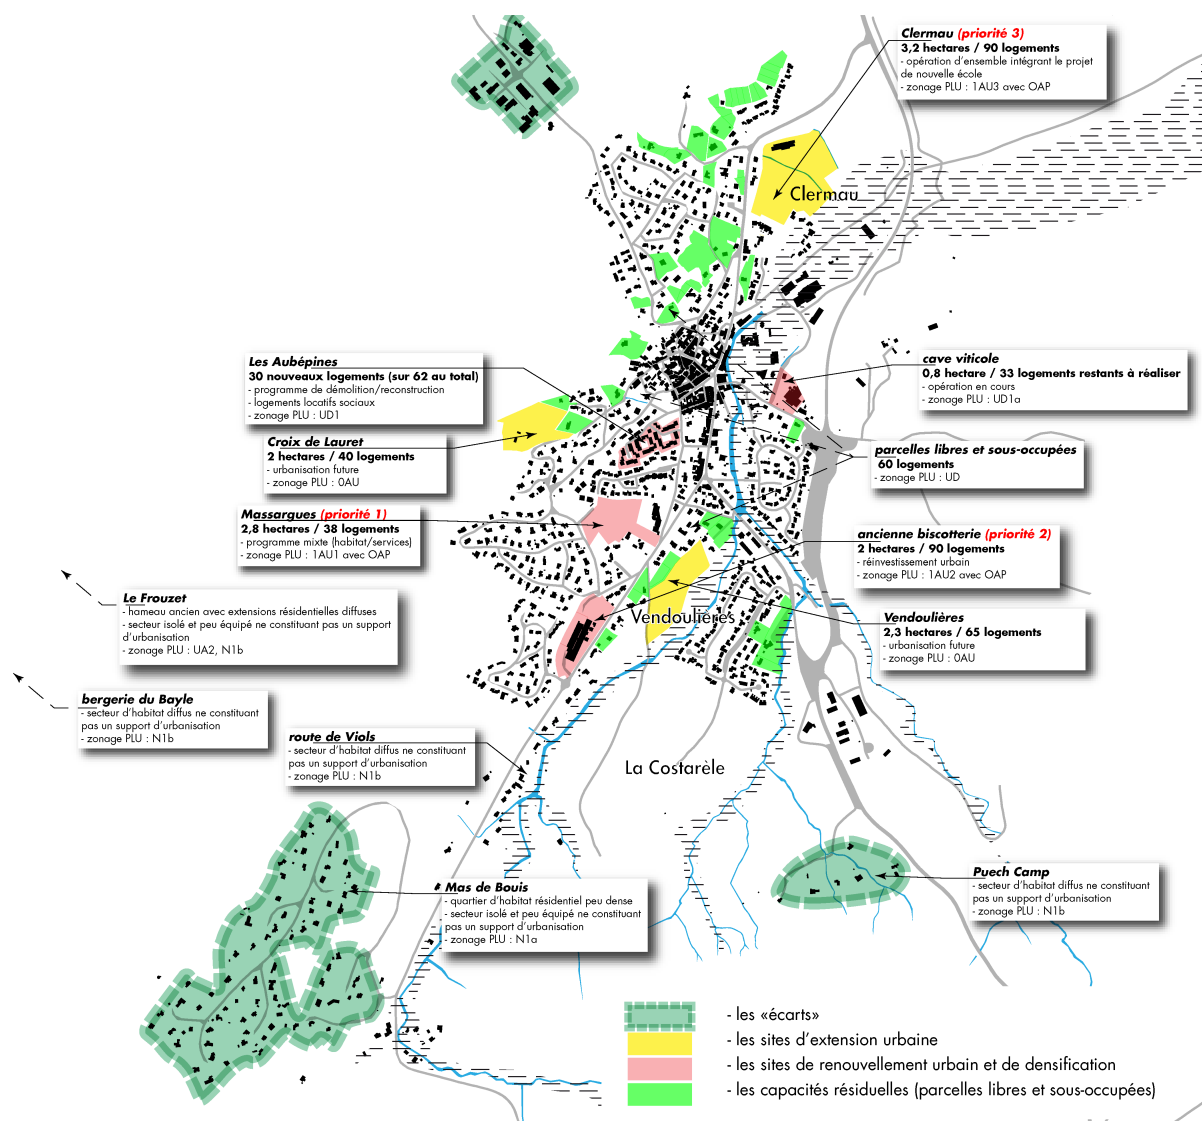 Clermau (priorité 3)
3,2 hectares / 90 logements
- opération d'ensemble intégrant le projet
de nouvelle école
- zonage PLU : 1AU3 avec OAP
Clermau
Les Aubépines
30 nouveaux logements (sur 62 au total)
- programme de démolition/reconstruction
- logements locatifs sociaux
- zonage PLU : UD1
cave viticole
0,8 hectare / 33 logements restants à réaliser
- opération en cours
- zonage PLU : UD1a
Croix de Lauret
2 hectares / 40 logements
- urbanisation future
- zonage PLU : 0AU
parcelles libres et sous-occupées
60 logements
- zonage PLU : UD
Massargues (priorité 1)
2,8 hectares / 38 logements
- programme mixte (habitat/services)
- zonage PLU : 1AU1 avec OAP
ancienne biscotterie (priorité 2)
2 hectares / 90 logements
- réinvestissement urbain
- zonage PLU : 1AU2 avec OAP
Le Frouzet
- hameau ancien avec extensions résidentielles diffuses
- secteur isolé et peu équipé ne constituant pas un support
d'urbanisation
- zonage PLU : UA2, N1b
Vendoulières
Vendoulières
2,3 hectares / 65 logements
- urbanisation future
- zonage PLU : 0AU
bergerie du Bayle
- secteur d'habitat diffus ne constituant
pas un support d'urbanisation
- zonage PLU : N1b
route de Viols
- secteur d'habitat diffus ne constituant
pas un support d'urbanisation
- zonage PLU : N1b
La Costarèle
Mas de Bouis
- quartier d'habitat résidentiel peu dense
- secteur isolé et peu équipé ne constituant
pas un support d'urbanisation
- zonage PLU : N1a
Puech Camp
- secteur d'habitat diffus ne constituant
pas un support d'urbanisation
- zonage PLU : N1b
- les «écarts»
- les sites d'extension urbaine
- les sites de renouvellement urbain et de densification
- les capacités résiduelles (parcelles libres et sous-occupées)